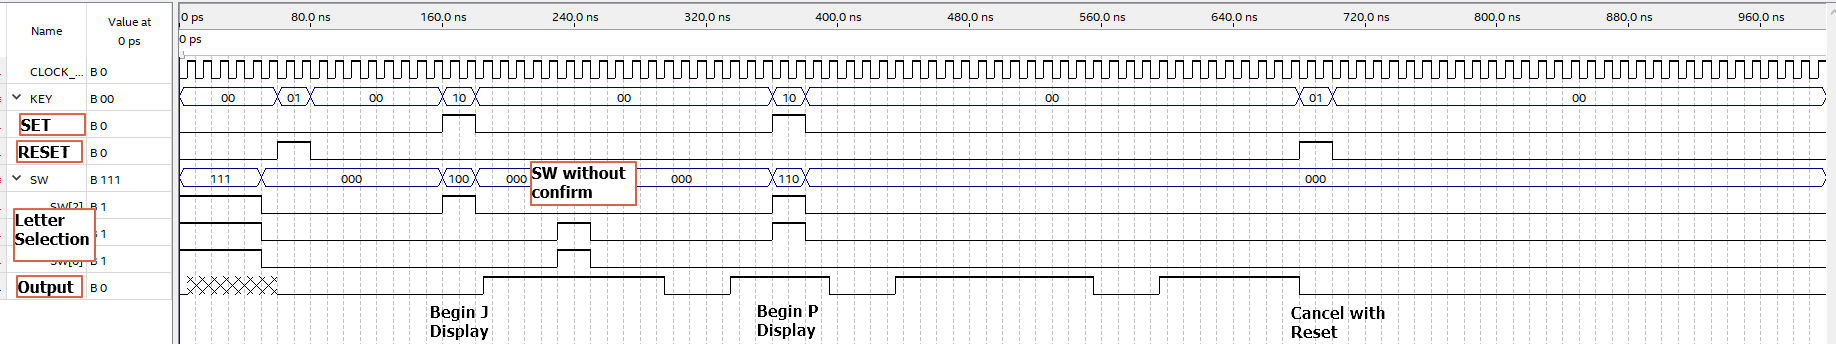 Name
Value at
0 ps
0 ps 80.0 ns 160.0 ns 240.0 ns 320.0 ns 400.0 ns 480.0 ns 560.0 ns 640.0 ns 720.0 ns 800.0 ns 880.0 ns 960.0 ns
0 ps
CLOCK_... B 0
KEY B 00 00 01 00 10 00 10 00 01 00
SET B 0
RESET B 0
SW B 111 111 000 100 000 000 110 000
SW without
confirm
SW[2] B 1
Letter
Selection
1
B 1
Output B 0
Begin J
Display
Begin P
Display
Cancel with
Reset